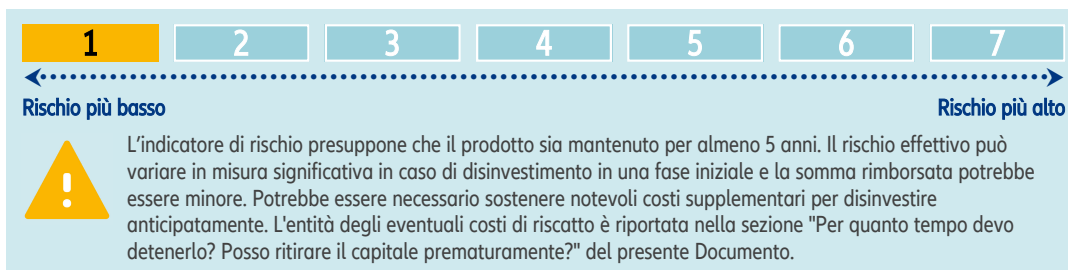 1 2 3 4 5 6 7
Rischio più basso Rischio più alto
L'indicatore di rischio presuppone che il prodotto sia mantenuto per almeno 5 anni. Il rischio effettivo può
variare in misura significativa in caso di disinvestimento in una fase iniziale e la somma rimborsata potrebbe
essere minore. Potrebbe essere necessario sostenere notevoli costi supplementari per disinvestire
anticipatamente. L'entità degli eventuali costi di riscatto è riportata nella sezione "Per quanto tempo devo
detenerlo? Posso ritirare il capitale prematuramente?" del presente Documento.